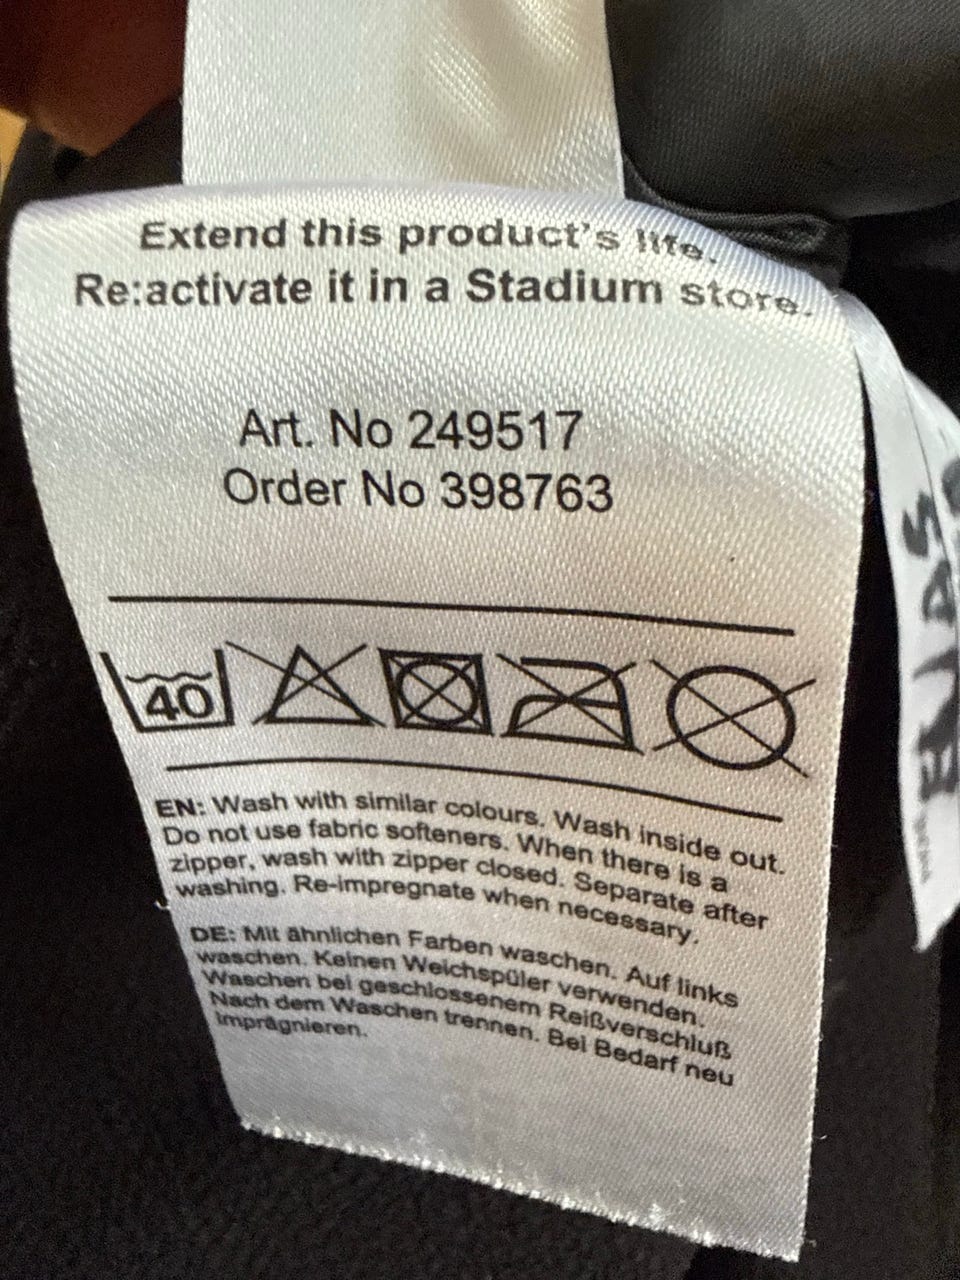 Extend this product's life.
Re:activate it in a Stadium store.
Art. No 249517
Order No 398763
40
EN: Wash with similar colours. Wash inside out.
Do not use fabric softeners. When there is a
zipper, wash with zipper closed. Separate after
washing. Re-impregnate when necessary.
DE: Mit ähnlichen Farben waschen. Auf links
waschen. Keinen Weichspüler verwenden.
Waschen bei geschlossenem Reißverschluß
Nach dem Waschen trennen. Bei Bedarf neu
Imprägnieren.